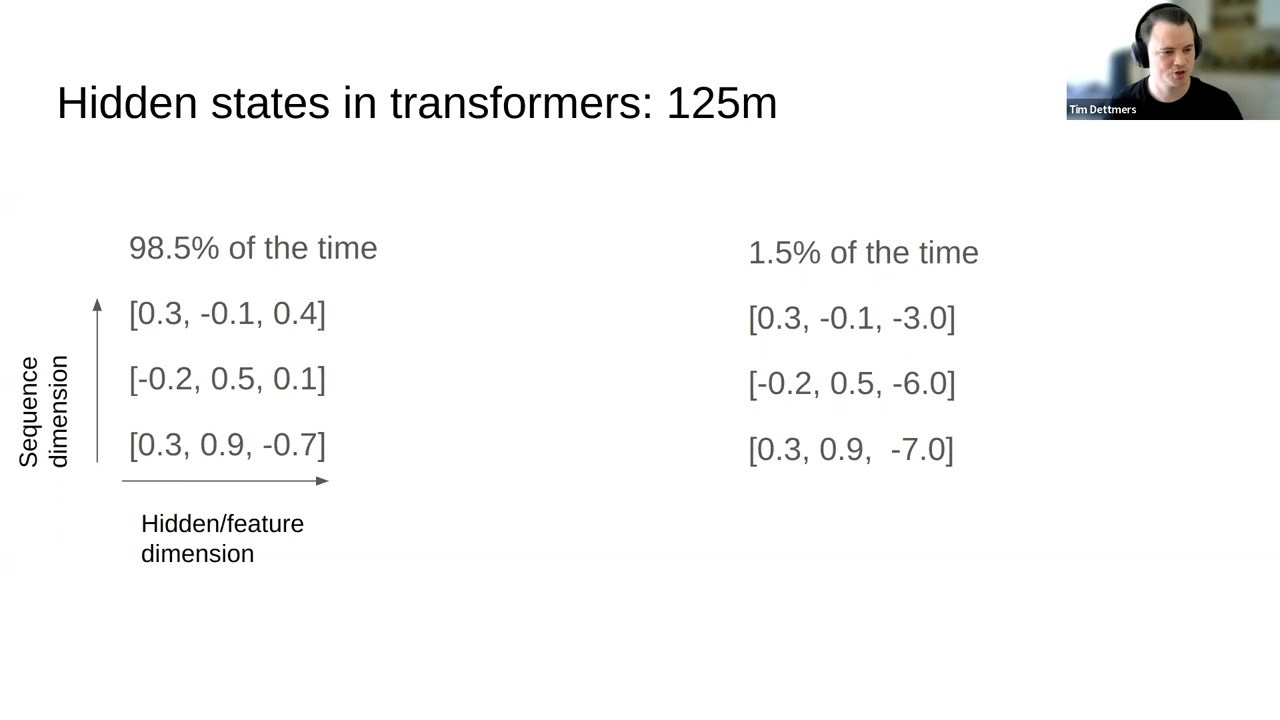 Hidden states in transformers: 125m
Tim Dettmers
98.5% of the time
[0.3, -0.1, 0.4]
[-0.2, 0.5, 0.1]
[0.3, 0.9, -0.7]
Sequence
dimension
Hidden/feature
dimension
1.5% of the time
[0.3, -0.1, -3.0]
[-0.2, 0.5, -6.0]
[0.3, 0.9,  -7.0]